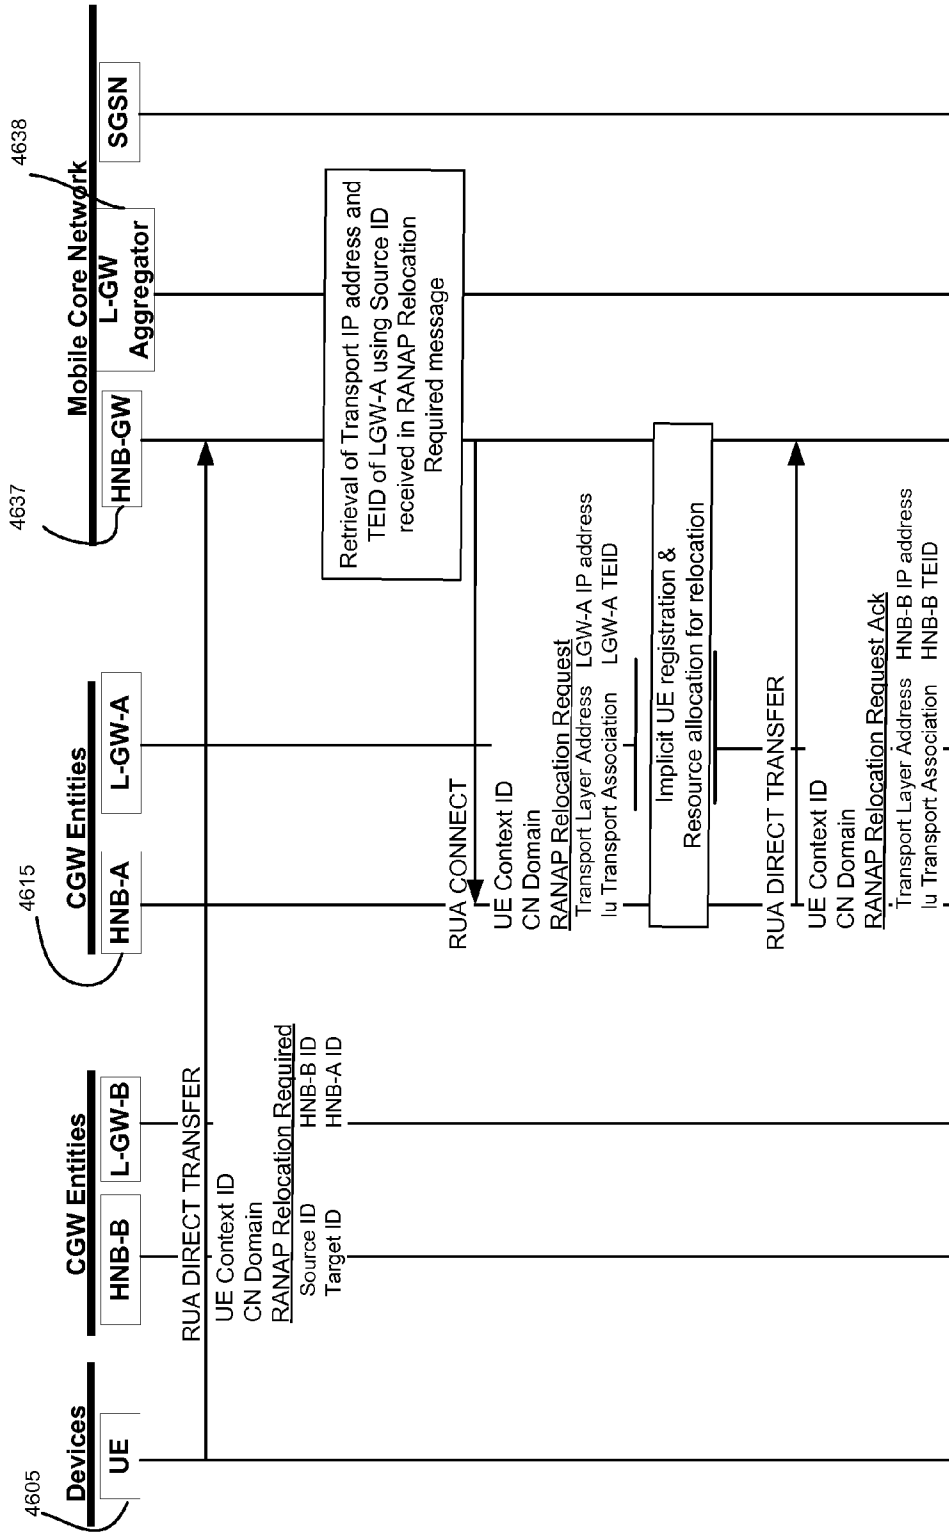 4605
4615
4637
4638
Devices
CGW Entities
CGW Entities
Mobile Core Network
UE
HNB-B
L-GW-B
HNB-A
L-GW-A
HNB-GW
L-GW
Aggregator
SGSN
RUA DIRECT TRANSFER
UE Context ID
CN Domain
RANAP Relocation Required
Source ID HNB-B ID
Target ID HNB-A ID
Retrieval of Transport IP address and
TEID of LGW-A using Source ID
received in RANAP Relocation
Required message
RUA CONNECT
UE Context ID
CN Domain
RANAP Relocation Request
Transport Layer Address LGW-A IP address
Iu Transport Association LGW-A TEID
Implicit UE registration &
Resource allocation for relocation
RUA DIRECT TRANSFER
UE Context ID
CN Domain
RANAP Relocation Request Ack
Transport Layer Address HNB-B IP address
Iu Transport Association HNB-B TEID